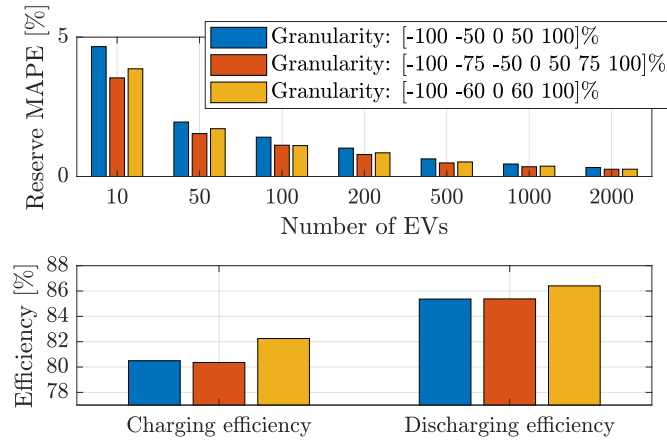 Reserve MAPE [%]
5
0
Granularity: [-100 -50 0 50 100]%
Granularity: [-100 -75 -50 0 50 75 100]%
Granularity: [-100 -60 0 60 100]%
10 50 100 200 500 1000 2000
Number of EVs
Efficiency [%]
88
86
84
82
80
78
Charging efficiency Discharging efficiency